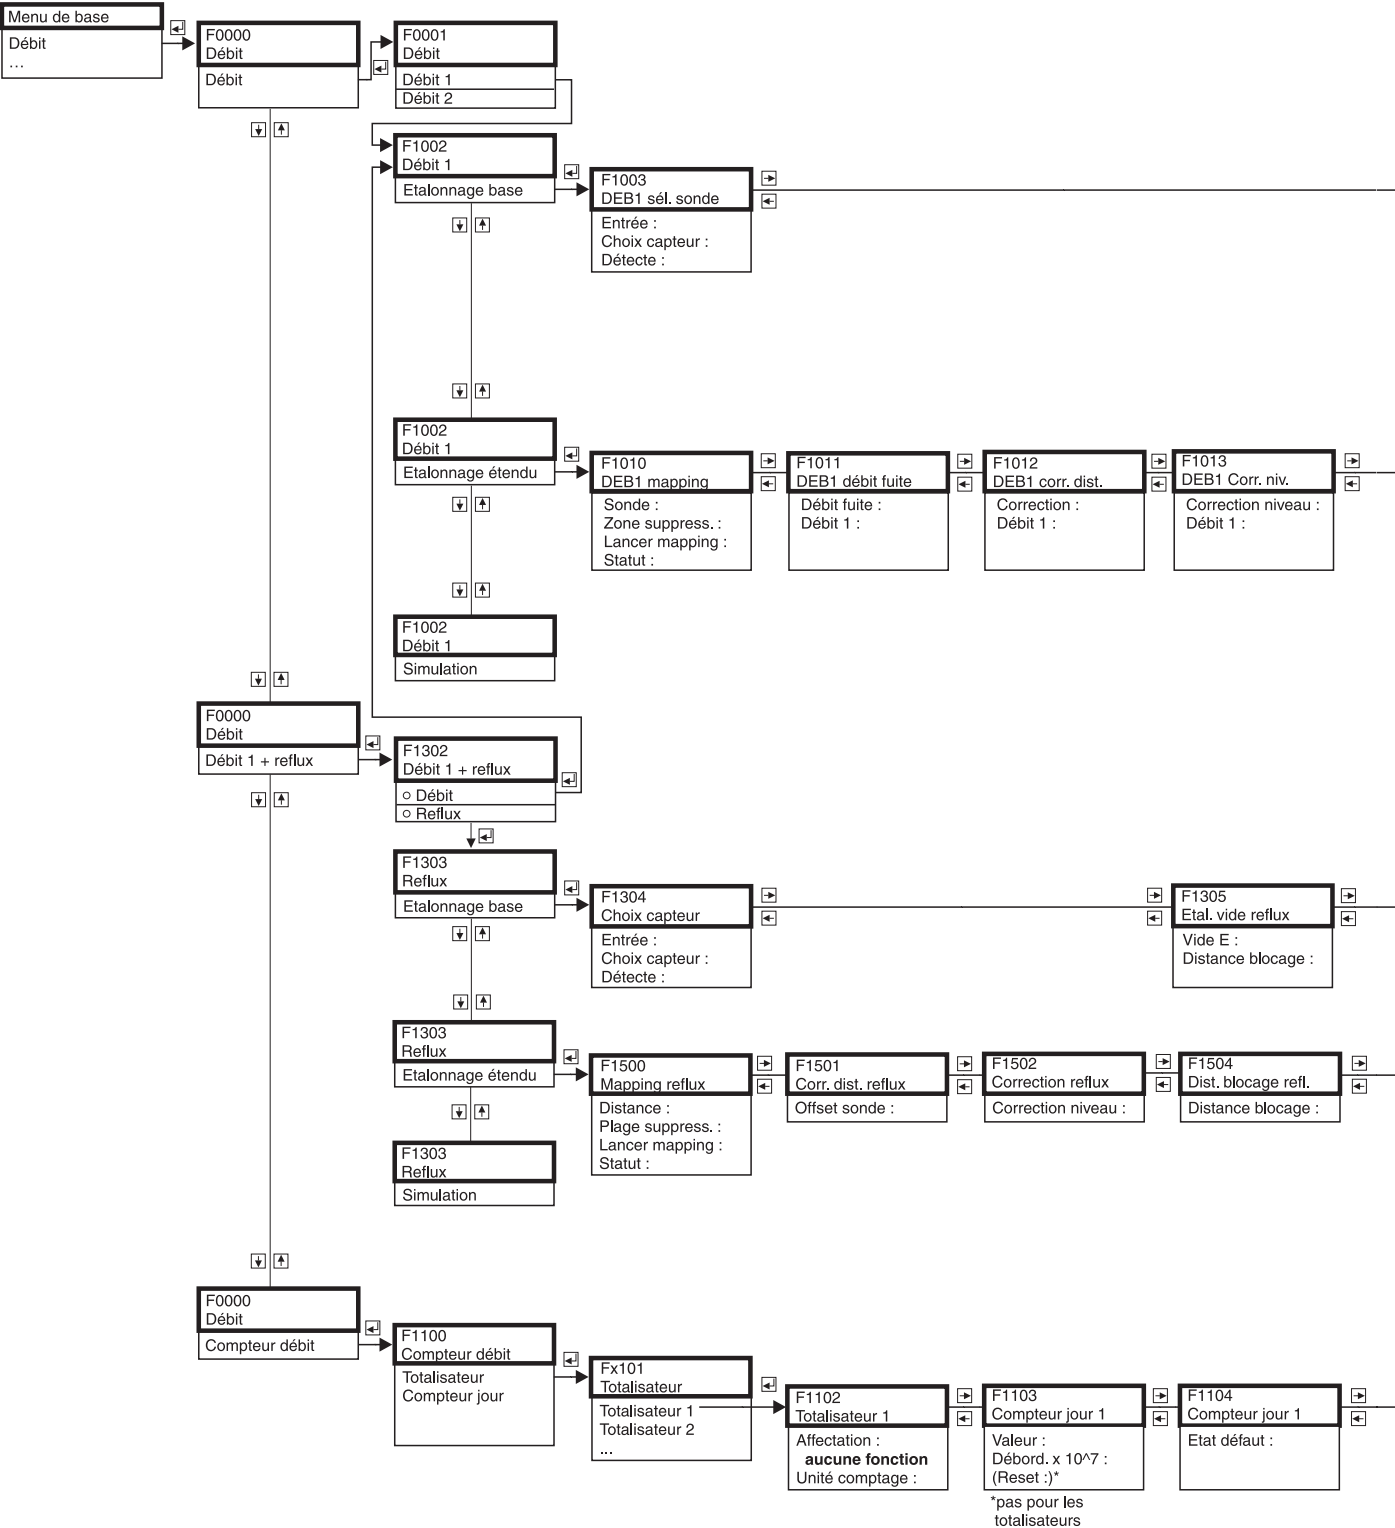 Menu de base
Débit
...
F0000
Débit
Débit
F0001
Débit
Débit 1
Débit 2
F1002
Débit 1
Etalonnage base
F1003
DEB1 sél. sonde
Entrée :
Choix capteur :
Détecte :
F1002
Débit 1
Etalonnage étendu
F1010
DEB1 mapping
Sonde :
Zone suppress. :
Lancer mapping :
Statut :
F1011
DEB1 débit fuite
Débit fuite :
Débit 1 :
F1012
DEB1 corr. dist.
Correction :
Débit 1 :
F1013
DEB1 Corr. niv.
Correction niveau :
Débit 1 :
F1002
Débit 1
Simulation
F0000
Débit
Débit 1 + reflux
F1302
Débit 1 + reflux
Débit
Reflux
F1303
Reflux
Etalonnage base
F1304
Choix capteur
Entrée :
Choix capteur :
Détecte :
F1305
Etal. vide reflux
Vide E :
Distance blocage :
F1303
Reflux
Etalonnage étendu
F1500
Mapping reflux
Distance :
Plage suppress. :
Lancer mapping :
Statut :
F1501
Corr. dist. reflux
Offset sonde :
F1502
Correction reflux
Correction niveau :
F1504
Dist. blocage refl.
Distance blocage :
F1303
Reflux
Simulation
F0000
Débit
Compteur débit
F1100
Compteur débit
Totalisateur
Compteur jour
Fx101
Totalisateur
Totalisateur 1
Totalisateur 2
...
F1102
Totalisateur 1
Affectation :
aucune fonction
Unité comptage :
F1103
Compteur jour 1
Valeur :
Débord. x 10^7 :
(Reset :)*
*pas pour les
totalisateurs
F1104
Compteur jour 1
Etat défaut :